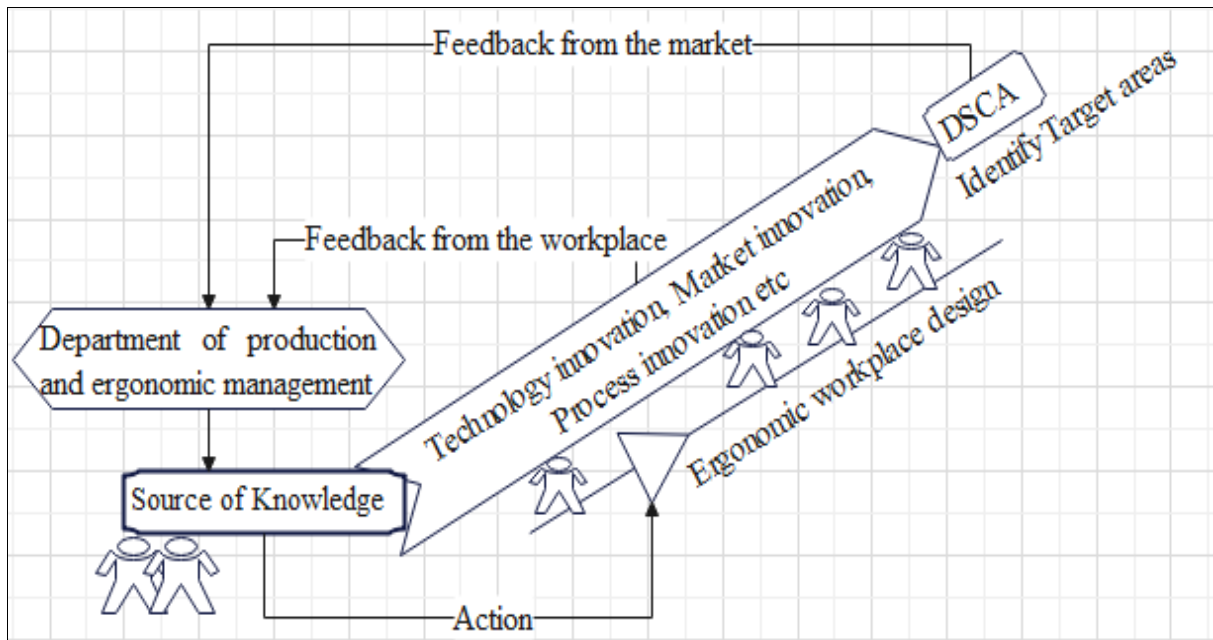 Feedback from the market
DSCA
Identify Target areas
Feedback from the workplace
Technology innovation, Market innovation,
Process innovation etc
Department of production
and ergonomic management
Ergonomic workplace design
Source of Knowledge
Action